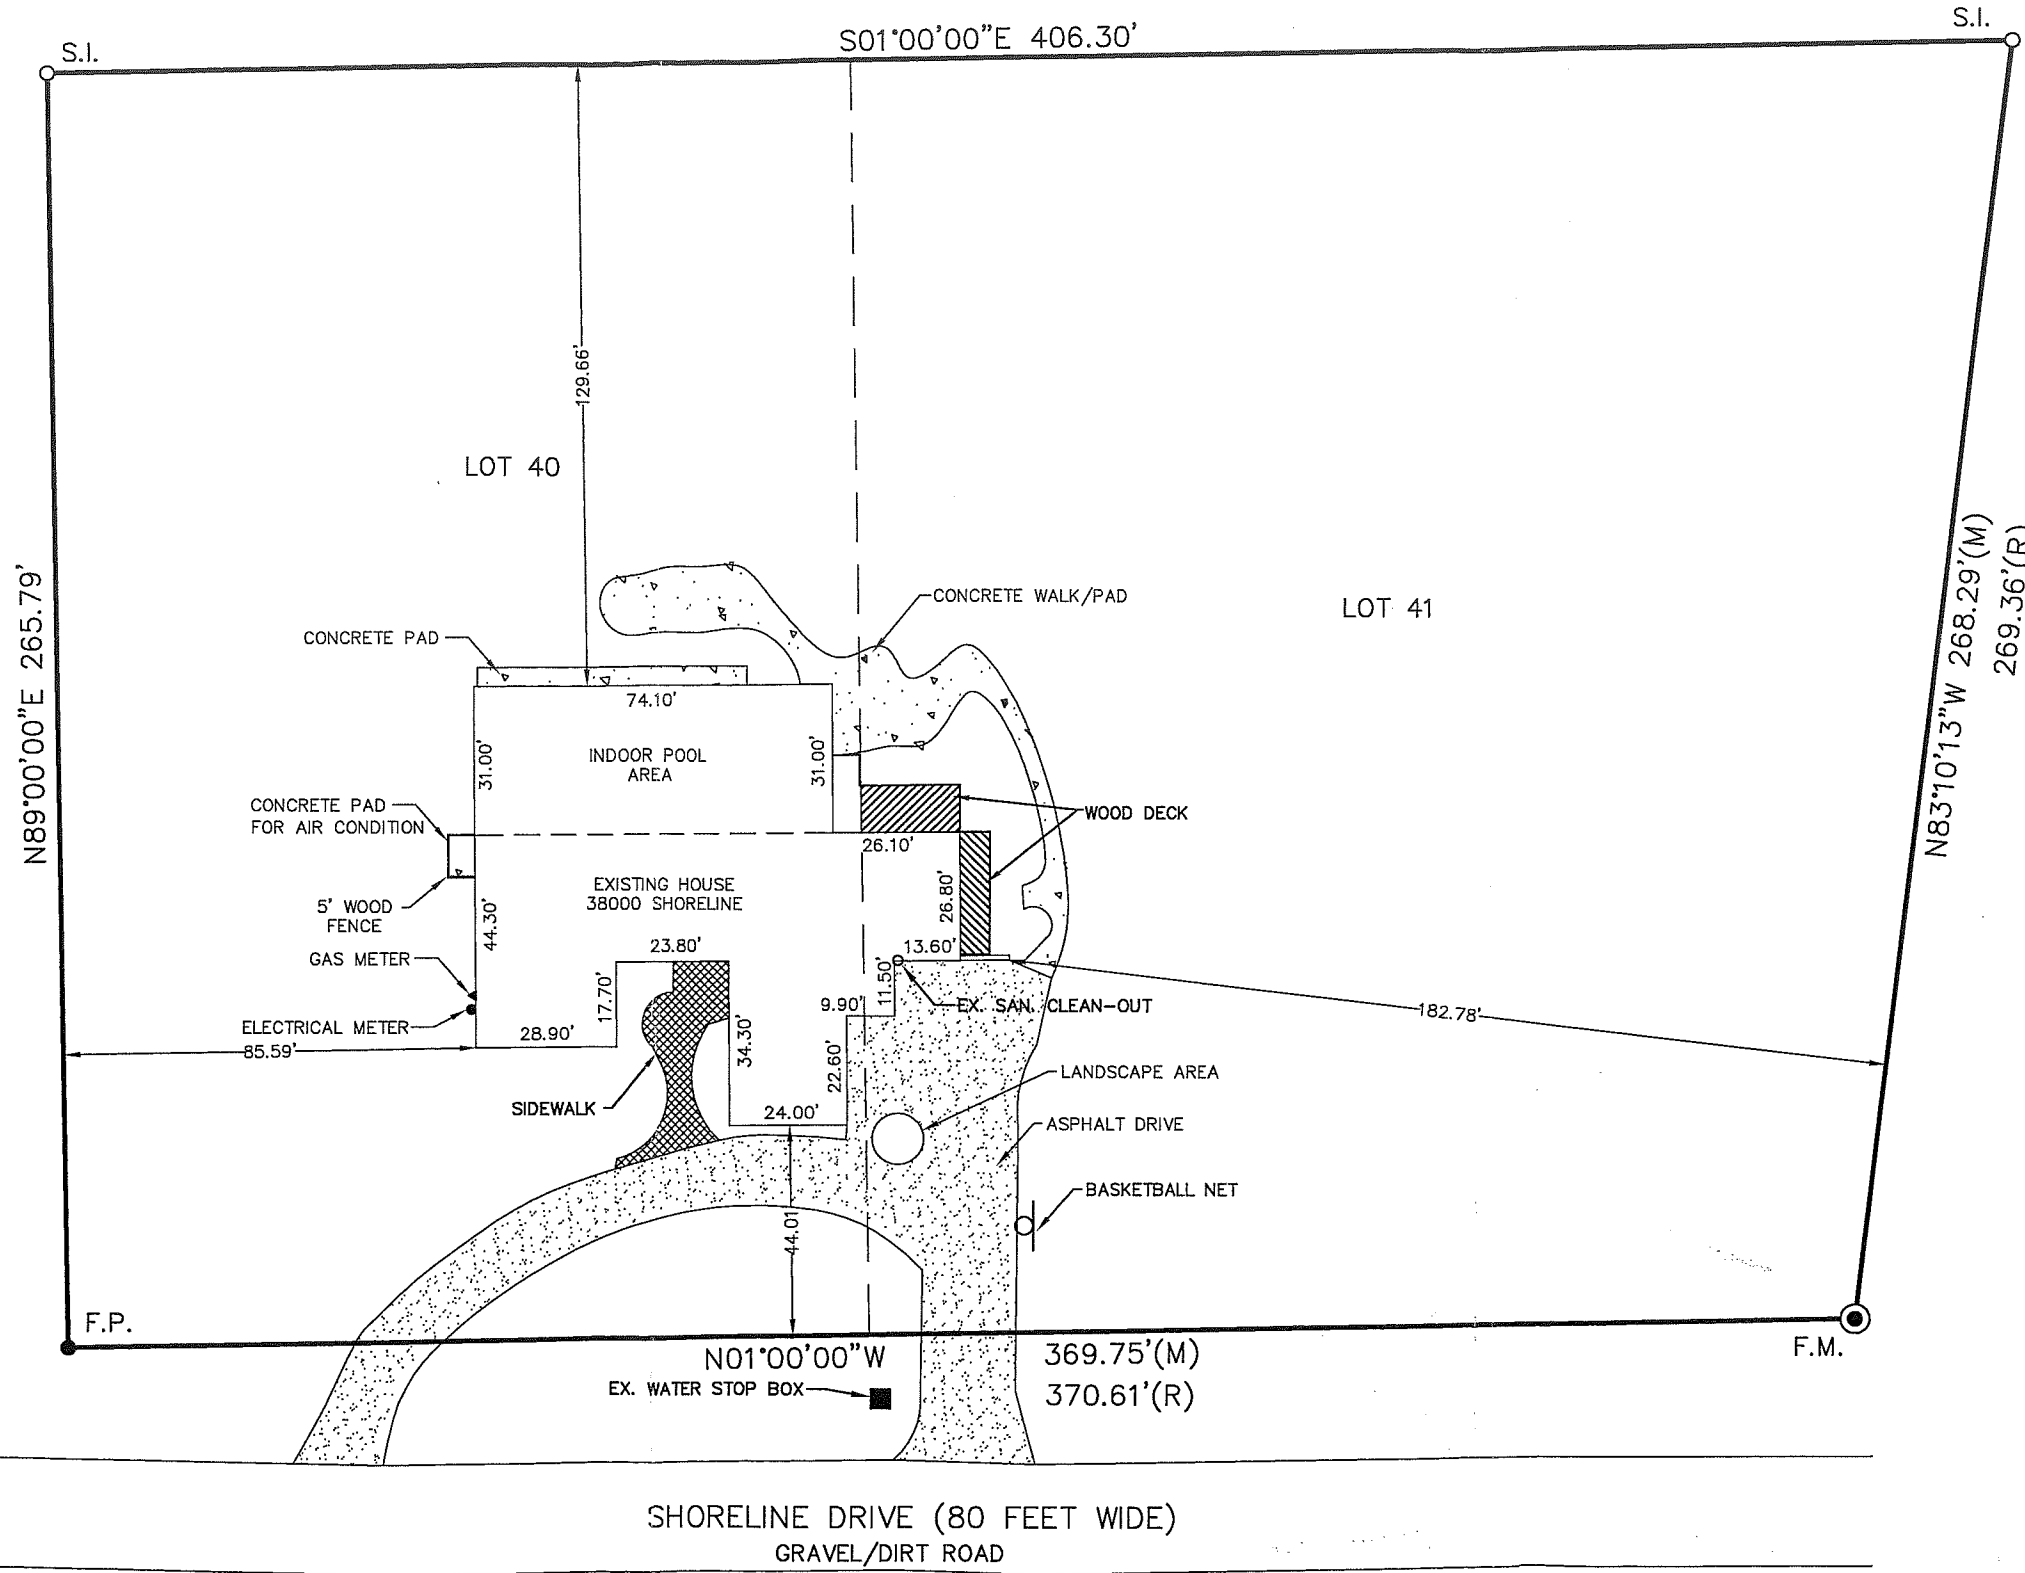 S.I.
S01°00'00"E 406.30'
S.I.
129.66'
LOT 40
LOT 41
N89°00'00"E 265.79'
N83°10'13"W 268.29'(M)
269.36'(R)
CONCRETE WALK/PAD
CONCRETE PAD
74.10'
31.00'
INDOOR POOL
AREA
31.00'
CONCRETE PAD
FOR AIR CONDITION
WOOD DECK
26.10'
5' WOOD
FENCE
44.30'
EXISTING HOUSE
38000 SHORELINE
26.80'
23.80'
13.60'
GAS METER
17.70'
11.50'
9.90'
EX. SAN. CLEAN-OUT
182.78'
ELECTRICAL METER
28.90'
85.59'
34.30'
22.60'
LANDSCAPE AREA
SIDEWALK
24.00'
ASPHALT DRIVE
BASKETBALL NET
44.01
F.P.
F.M.
N01°00'00"W
369.75'(M)
370.61'(R)
EX. WATER STOP BOX
SHORELINE DRIVE (80 FEET WIDE)
GRAVEL/DIRT ROAD